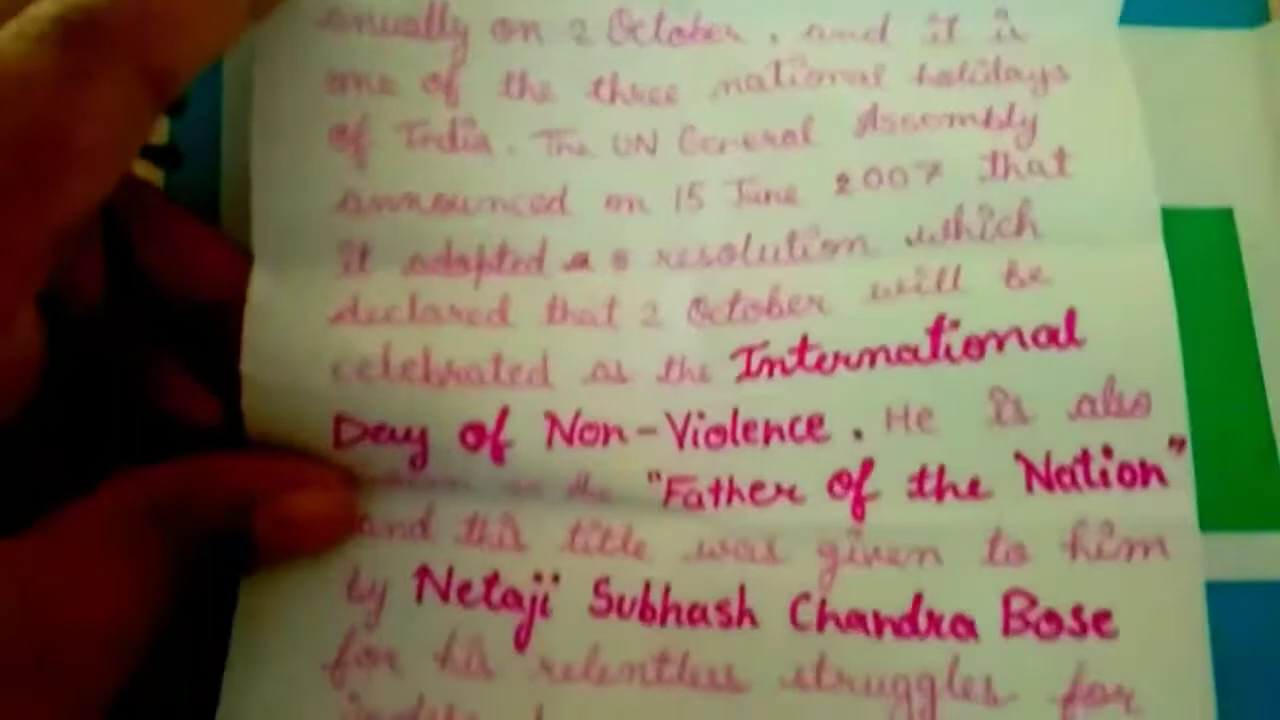 anually on 2 October, and it is
one of the three national holidays
of India. The UN General Assembly
announced on 15 June 2007 that
it adopted a resolution which
declared that 2 October will be
celebrated as the International
Day of Non-Violence. He is also
the "Father of the Nation"
and this title was given to him
by Netaji Subhash Chandra Bose
for his relentless struggles for